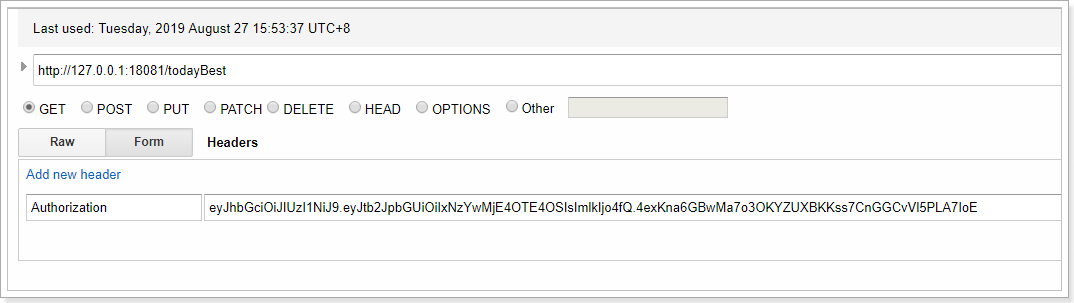 Last used: Tuesday, 2019 August 27 15:53:37 UTC+8
http://127.0.0.1:18081/todayBest
GET POST PUT PATCH DELETE HEAD OPTIONS Other
Raw Form Headers
Add new header
Authorization eyJhbGciOiJIUzI1NiJ9.eyJtb2JpbGUiOiIxNzYwMjE4OTE4OSIsImlkIjo4fQ.4exKna6GBwMa7o3OKYZUXBKKss7CnGGCvVl5PLA7IoE